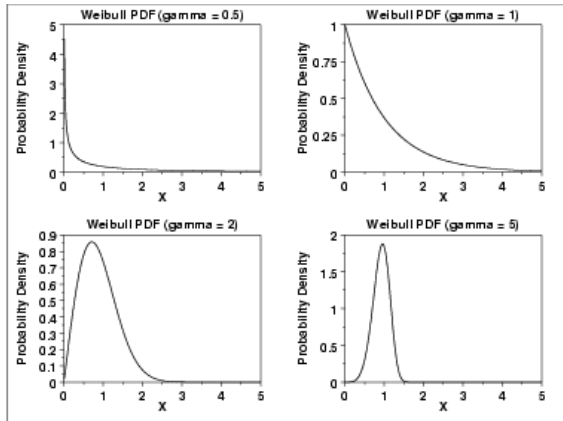 Weibull PDF (gamma = 0.5)
Probability Density
5
4
3
2
1
0
0 1 2 3 4 5
X
Weibull PDF (gamma = 1)
Probability Density
1
0.75
0.5
0.25
0
0 1 2 3 4 5
X
Weibull PDF (gamma = 2)
Probability Density
0.9
0.8
0.7
0.6
0.5
0.4
0.3
0.2
0.1
0
0 1 2 3 4 5
X
Weibull PDF (gamma = 5)
Probability Density
2
1.5
1
0.5
0
0 1 2 3 4 5
X